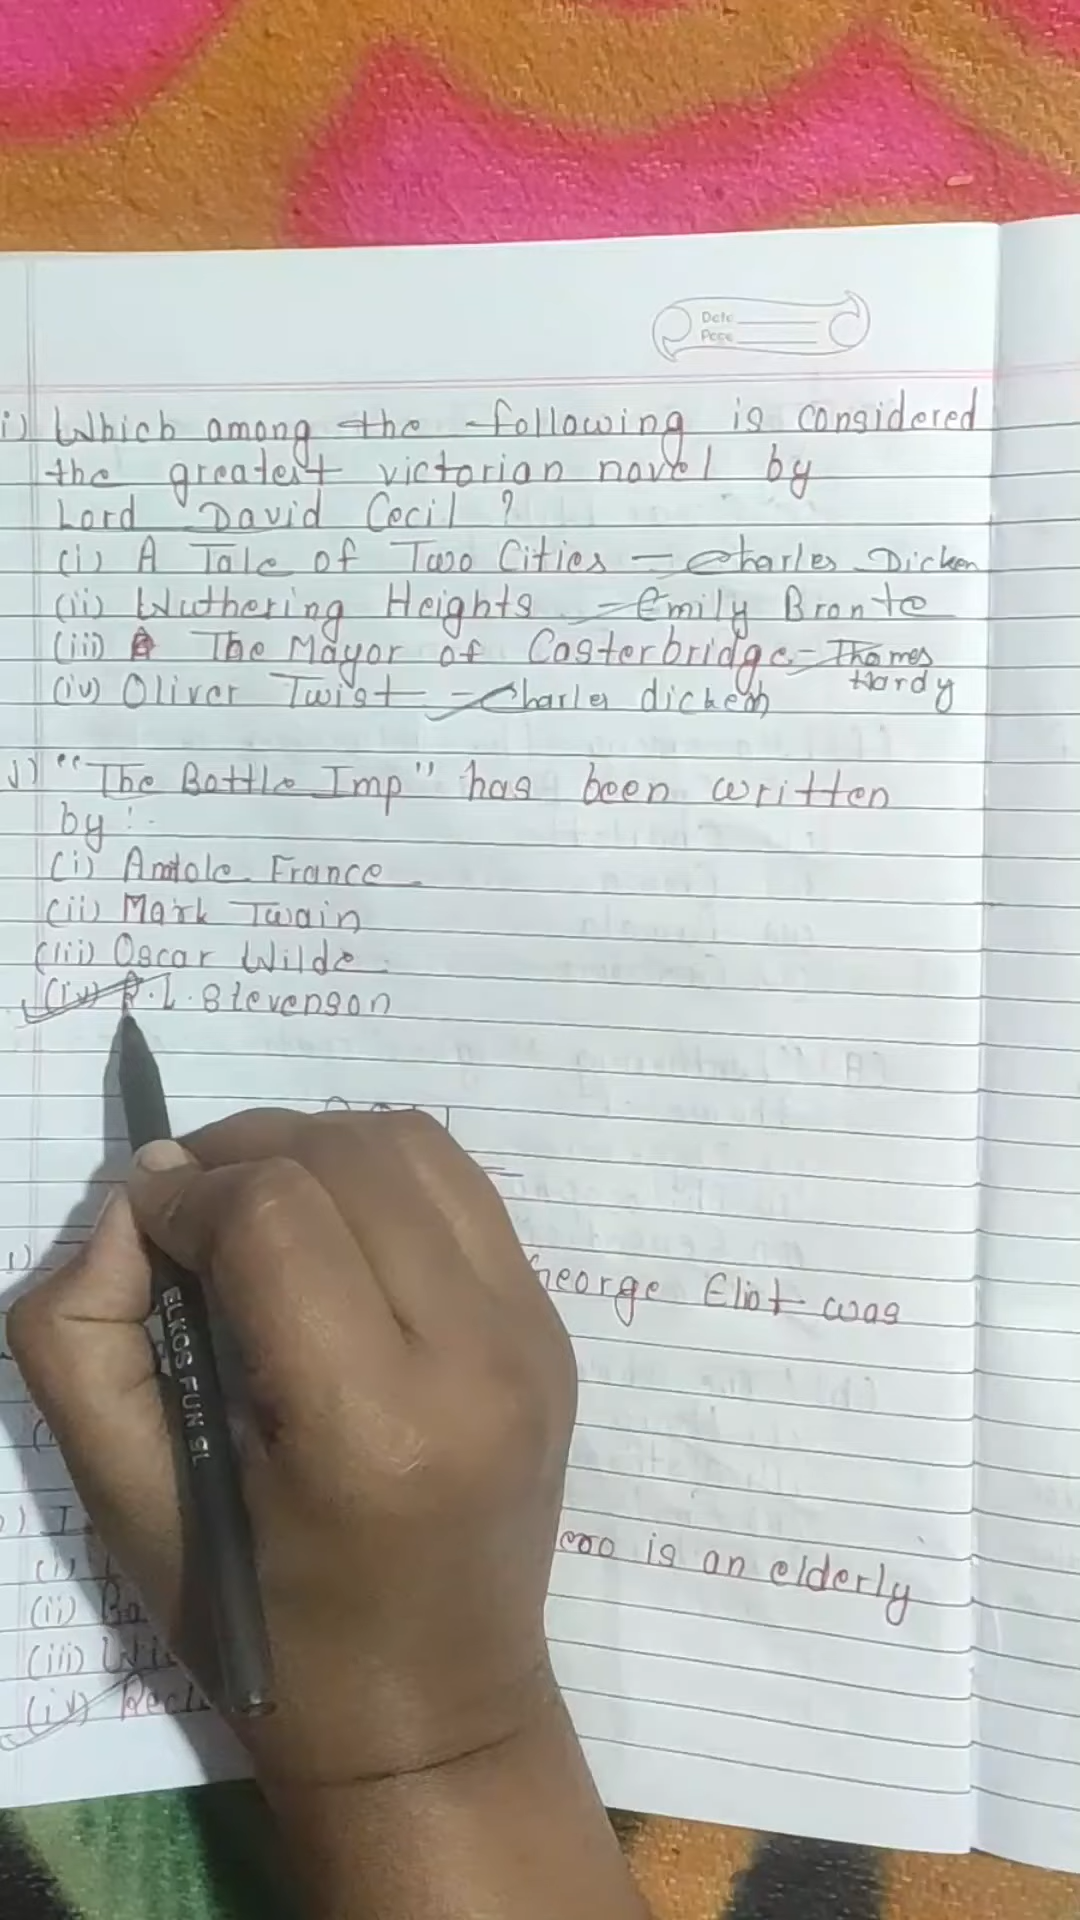 Date
Page
i) Which among the following is considered
the greatest victorian novel by
Lord David Cecil ?
(i) A Tale of Two Cities - Charles Dicken
(ii) Wuthering Heights - Emily Bronte
(iii) The Mayor of Casterbridge - Thomas
Hardy
(iv) Oliver Twist - Charles dickens
j) "The Bottle Imp" has been written
by :-
(i) Anatole France
(ii) Mark Twain
(iii) Oscar Wilde
(iv) R.L. Stevenson
George Eliot was
is an elderly
(i)
(ii)
(iii)
(iv)
ELKOS FUN GL